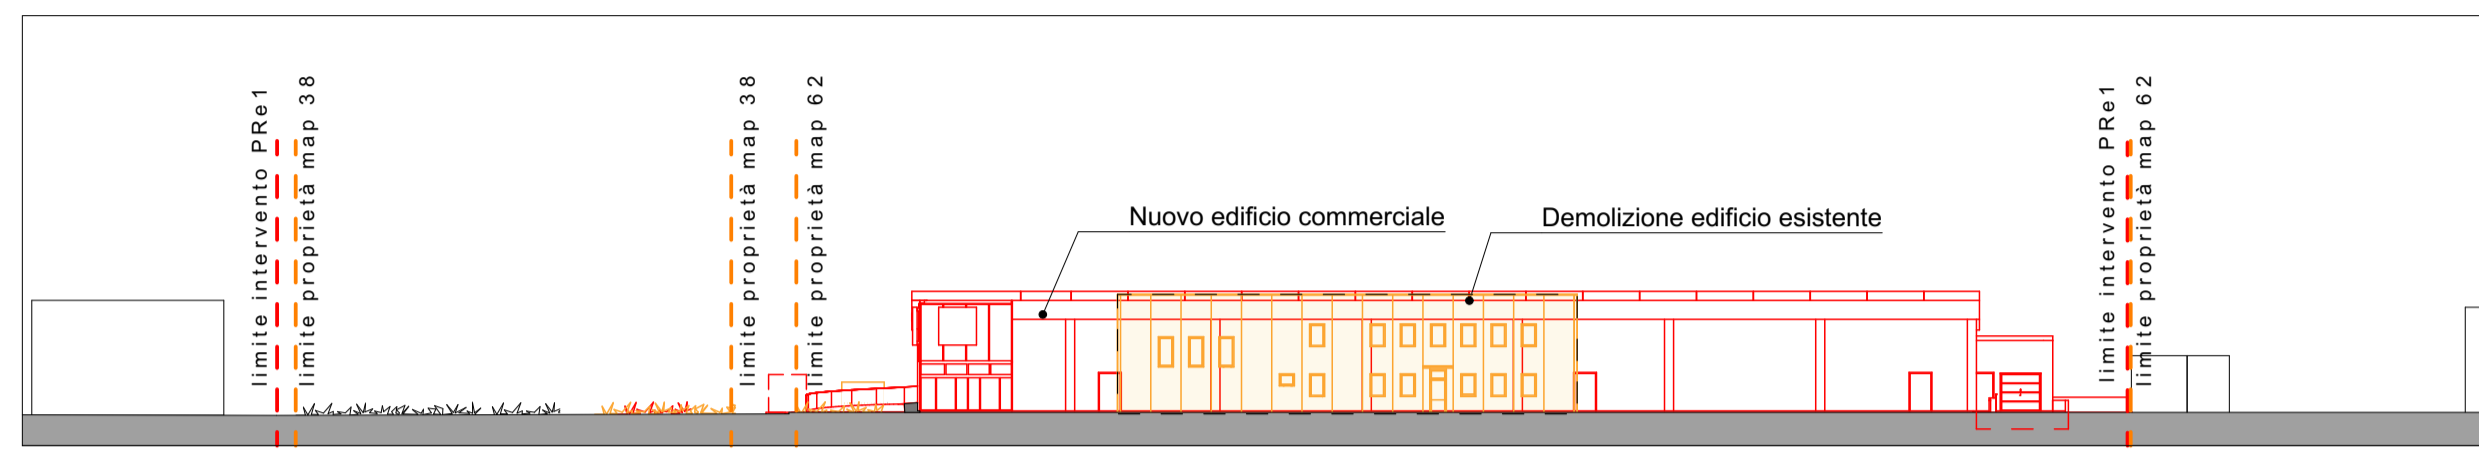 limite intervento PRe1
limite proprietà map 38
limite proprietà map 38
limite proprietà map 62
Nuovo edificio commerciale
Demolizione edificio esistente
limite intervento PRe1
limite proprietà map 62